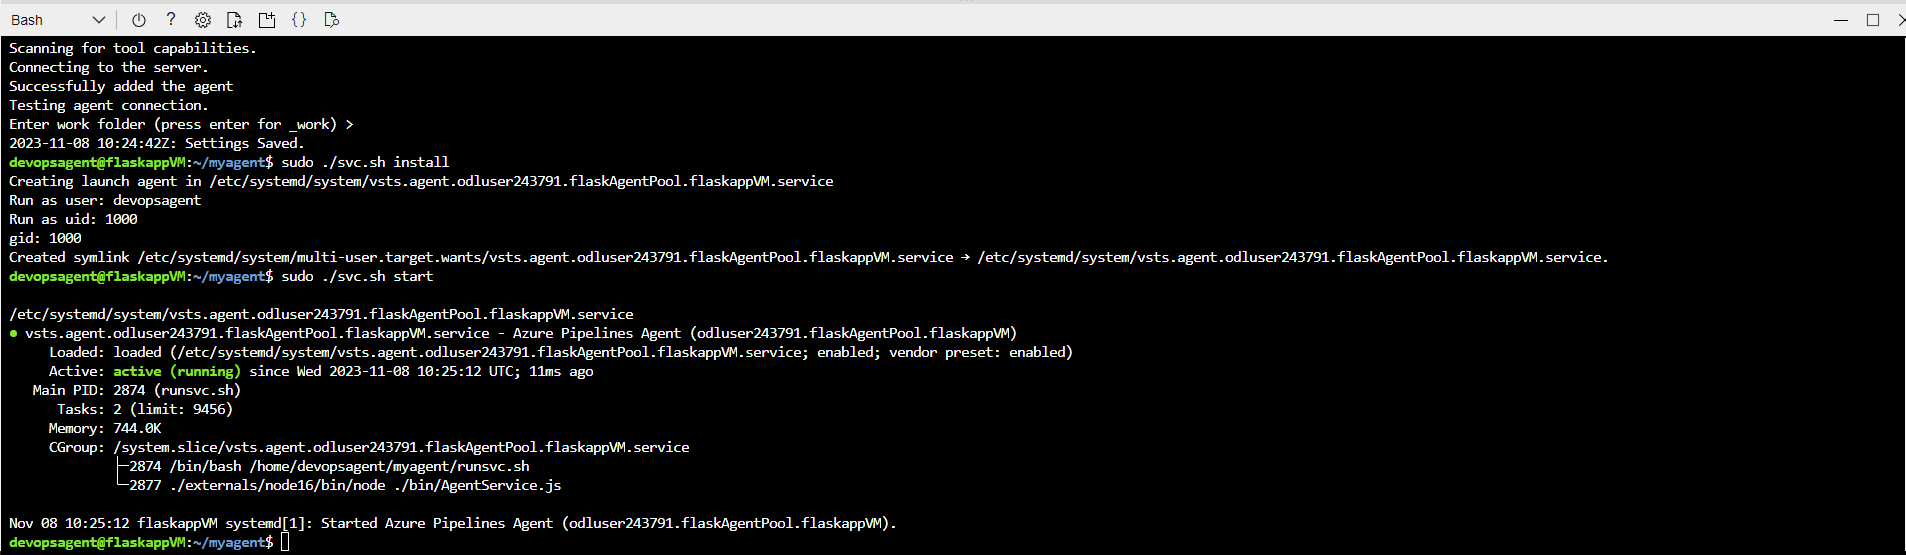 Bash
Scanning for tool capabilities.
Connecting to the server.
Successfully added the agent
Testing agent connection.
Enter work folder (press enter for _work) >
2023-11-08 10:24:42Z: Settings Saved.
devopsagent@flaskappVM:~/myagent$ sudo ./svc.sh install
Creating launch agent in /etc/systemd/system/vsts.agent.odluser243791.flaskAgentPool.flaskappVM.service
Run as user: devopsagent
Run as uid: 1000
gid: 1000
Created symlink /etc/systemd/system/multi-user.target.wants/vsts.agent.odluser243791.flaskAgentPool.flaskappVM.service → /etc/systemd/system/vsts.agent.odluser243791.flaskAgentPool.flaskappVM.service.
devopsagent@flaskappVM:~/myagent$ sudo ./svc.sh start
/etc/systemd/system/vsts.agent.odluser243791.flaskAgentPool.flaskappVM.service
● vsts.agent.odluser243791.flaskAgentPool.flaskappVM.service - Azure Pipelines Agent (odluser243791.flaskAgentPool.flaskappVM)
Loaded: loaded (/etc/systemd/system/vsts.agent.odluser243791.flaskAgentPool.flaskappVM.service; enabled; vendor preset: enabled)
Active: active (running) since Wed 2023-11-08 10:25:12 UTC; 11ms ago
Main PID: 2874 (runsvc.sh)
Tasks: 2 (limit: 9456)
Memory: 744.0K
CGroup: /system.slice/vsts.agent.odluser243791.flaskAgentPool.flaskappVM.service
├─2874 /bin/bash /home/devopsagent/myagent/runsvc.sh
└─2877 ./externals/node16/bin/node ./bin/AgentService.js
Nov 08 10:25:12 flaskappVM systemd[1]: Started Azure Pipelines Agent (odluser243791.flaskAgentPool.flaskappVM).
devopsagent@flaskappVM:~/myagent$